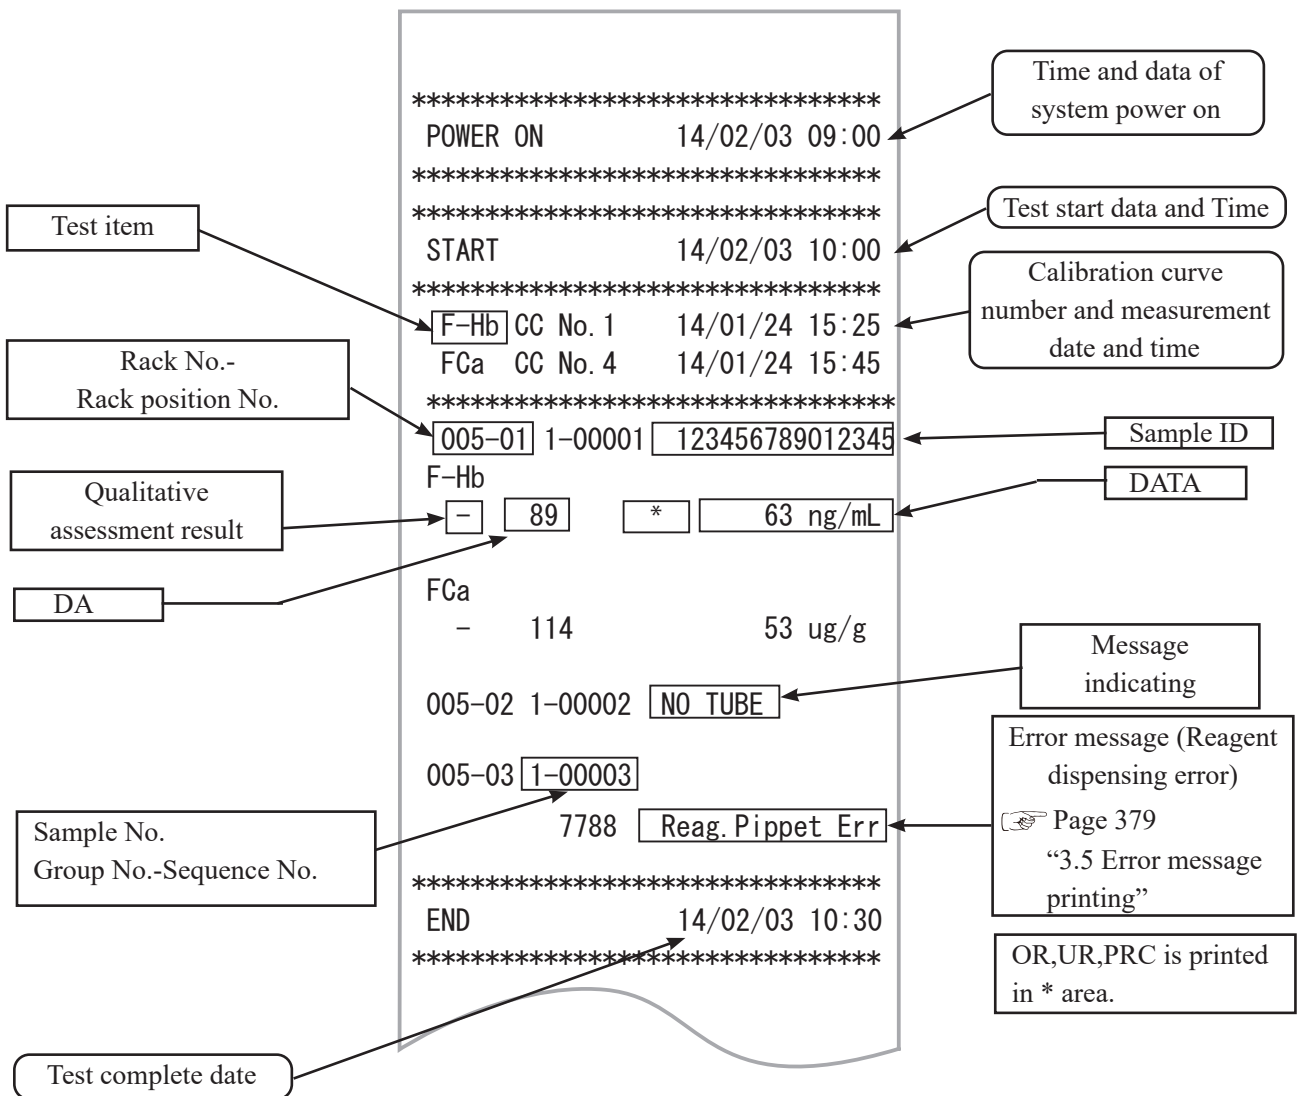 Time and data of
system power on
********************************
POWER ON 14/02/03 09:00
********************************
********************************
Test item
Test start data and Time
START 14/02/03 10:00
********************************
Calibration curve
number and measurement
date and time
F-Hb CC No.1 14/01/24 15:25
FCa CC No.4 14/01/24 15:45
Rack No.-
Rack position No.
********************************
005-01 1-00001 123456789012345
Sample ID
F-Hb
Qualitative
assessment result
DATA
- 89 * 63 ng/mL
DA
FCa
- 114 53 ug/g
Message
indicating
005-02 1-00002 NO TUBE
Error message (Reagent
dispensing error)
☞ Page 379
“3.5 Error message
printing”
005-03 1-00003
7788 Reag.Pippet Err
Sample No.
Group No.-Sequence No.
********************************
END 14/02/03 10:30
********************************
OR,UR,PRC is printed
in * area.
Test complete date